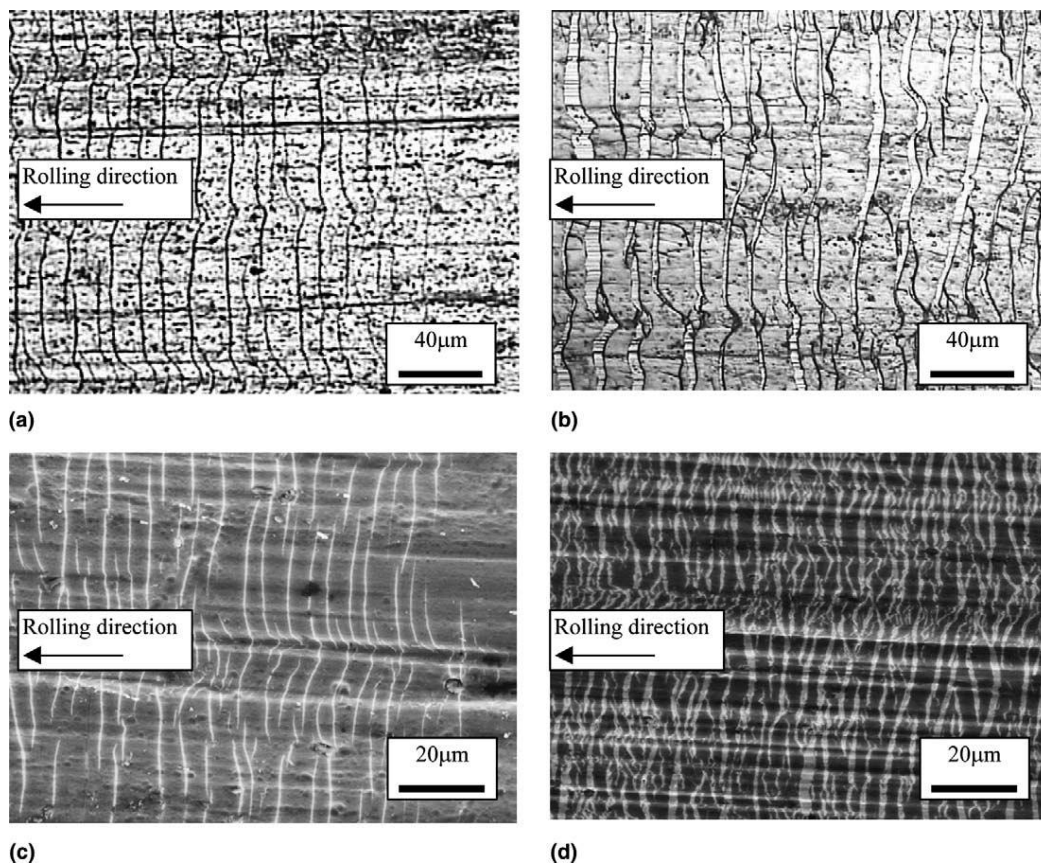 Rolling direction
40μm
(a)
Rolling direction
40μm
(b)
Rolling direction
20μm
(c)
Rolling direction
20μm
(d)